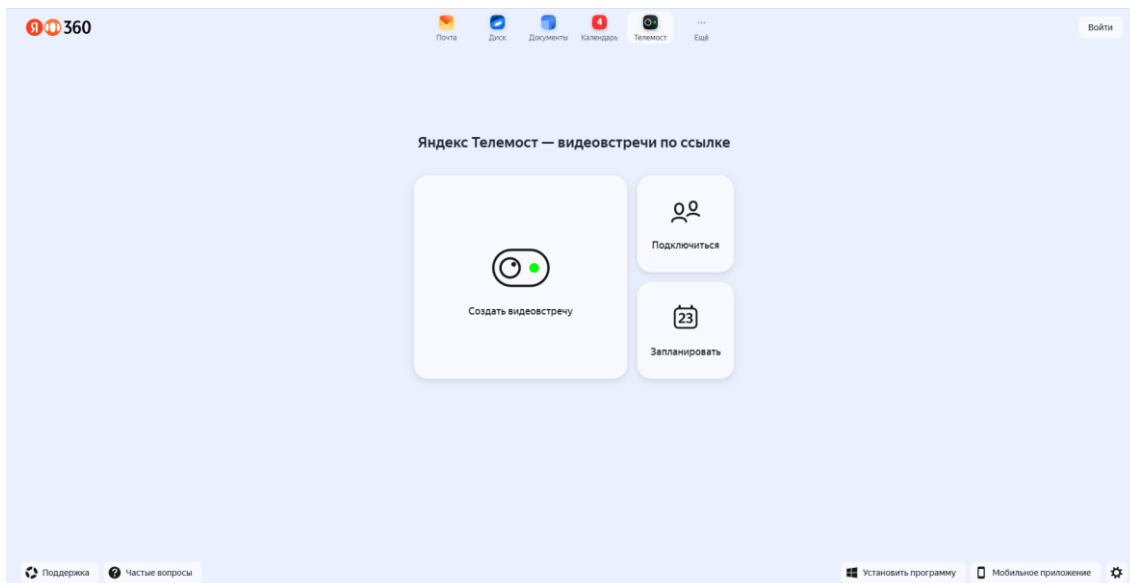 Я 360
Почта
Диск
4
Документы
Календарь
Телемост
Ещё
Войти
Яндекс Телемост — видеовстречи по ссылке
Создать видеовстречу
Подключиться
23
Запланировать
Поддержка
? Частые вопросы
Установить программу
Мобильное приложение